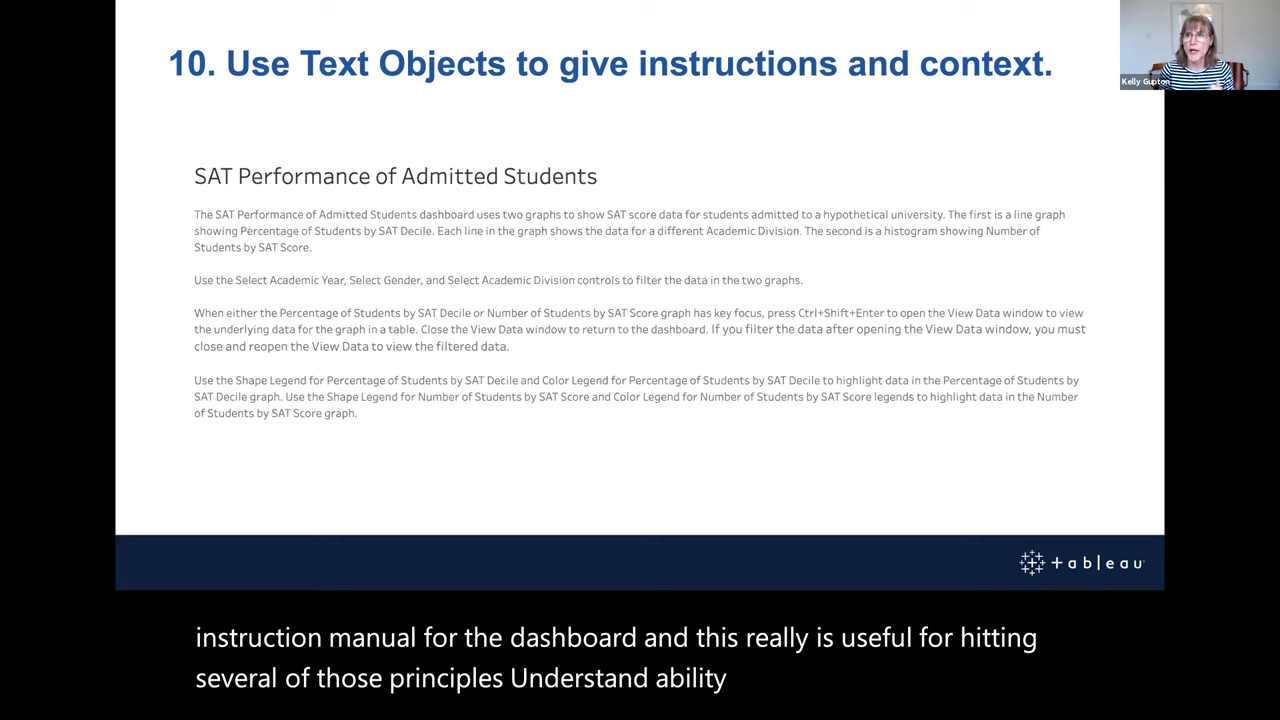 10. Use Text Objects to give instructions and context.
Kelly Gupton
SAT Performance of Admitted Students
The SAT Performance of Admitted Students dashboard uses two graphs to show SAT score data for students admitted to a hypothetical university. The first is a line graph
showing Percentage of Students by SAT Decile. Each line in the graph shows the data for a different Academic Division. The second is a histogram showing Number of
Students by SAT Score.
Use the Select Academic Year, Select Gender, and Select Academic Division controls to filter the data in the two graphs.
When either the Percentage of Students by SAT Decile or Number of Students by SAT Score graph has key focus, press Ctrl+Shift+Enter to open the View Data window to view
the underlying data for the graph in a table. Close the View Data window to return to the dashboard. If you filter the data after opening the View Data window, you must
close and reopen the View Data to view the filtered data.
Use the Shape Legend for Percentage of Students by SAT Decile and Color Legend for Percentage of Students by SAT Decile to highlight data in the Percentage of Students by
SAT Decile graph. Use the Shape Legend for Number of Students by SAT Score and Color Legend for Number of Students by SAT Score legends to highlight data in the Number
of Students by SAT Score graph.
+ableau
instruction manual for the dashboard and this really is useful for hitting
several of those principles Understand ability